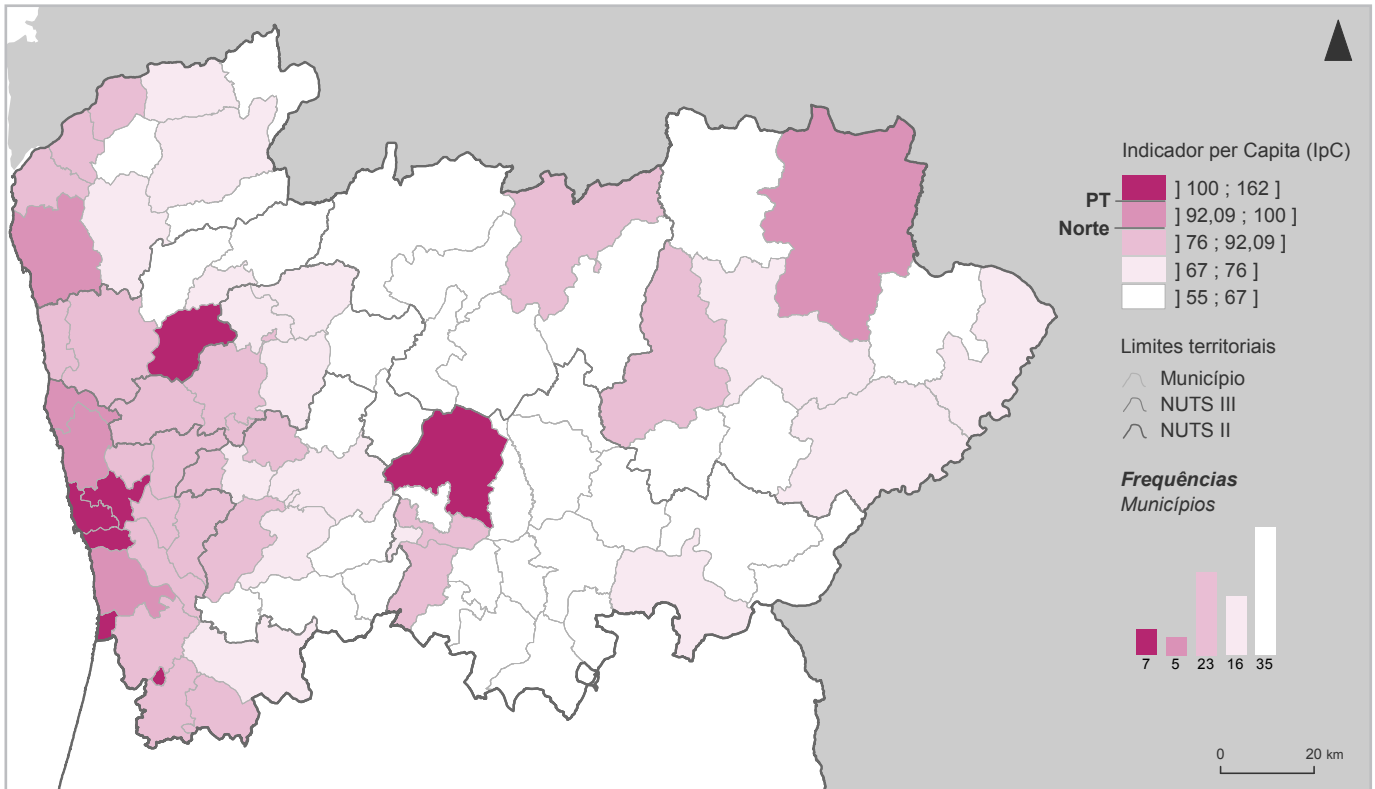 Indicador per Capita (IpC)
] 100 ; 162 ]
PT
] 92,09 ; 100 ]
Norte
] 76 ; 92,09 ]
] 67 ; 76 ]
] 55 ; 67 ]
Limites territoriais
Município
NUTS III
NUTS II
Frequências
Municípios
7 5 23 16 35
0 20 km